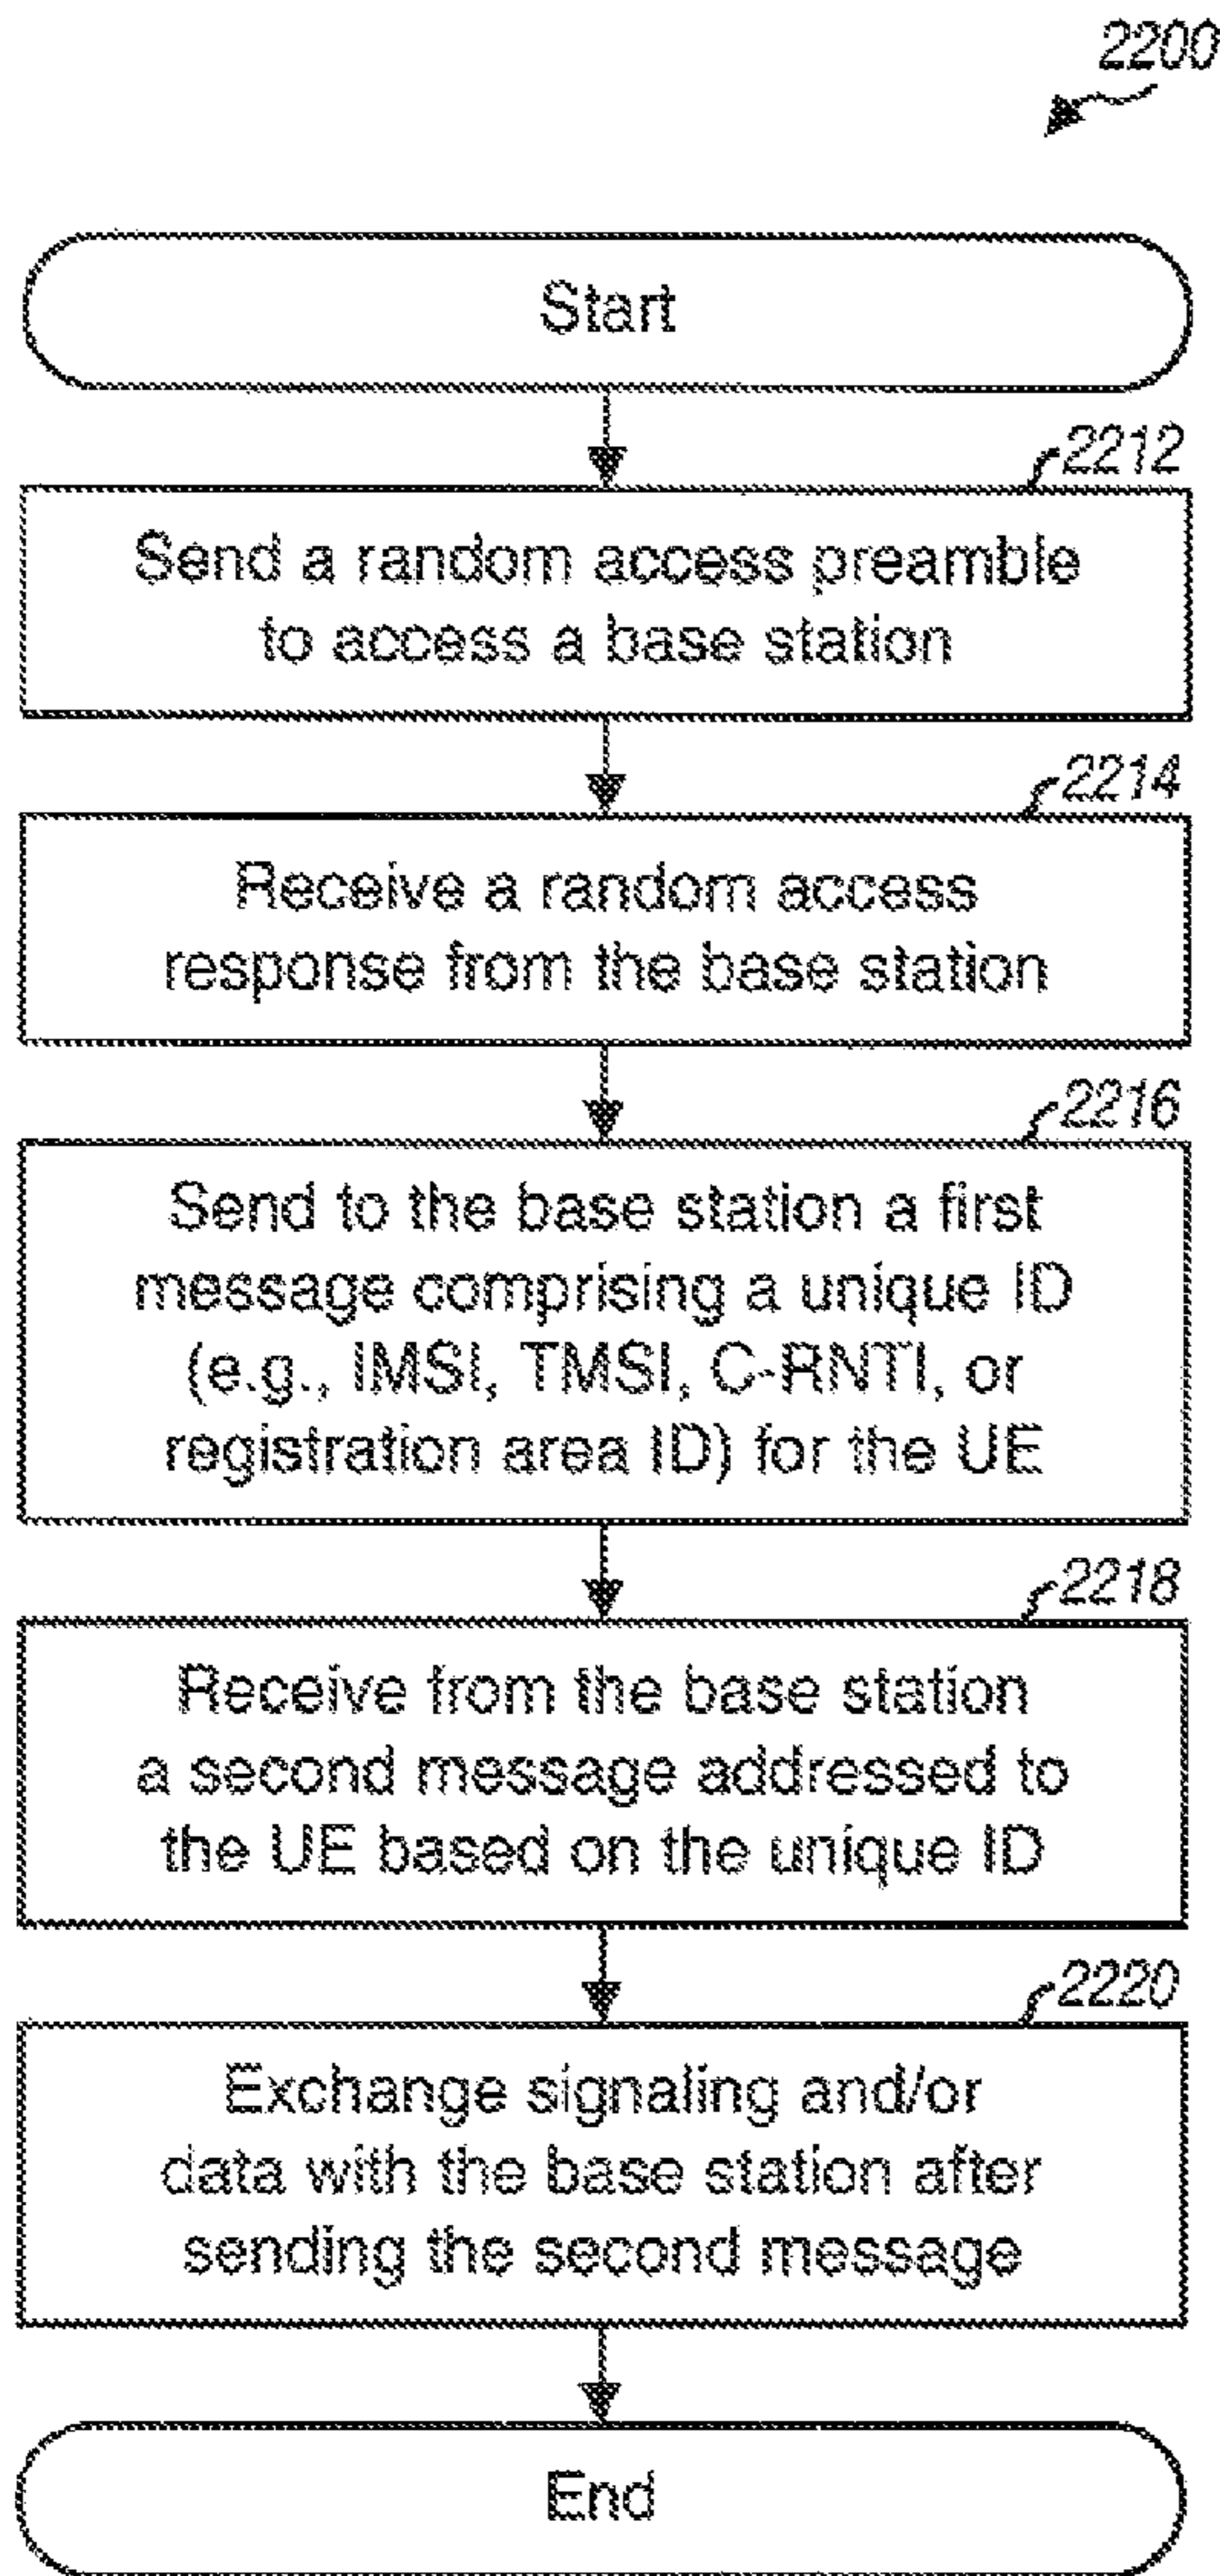 2200
Start
2212
Send a random access preamble
to access a base station
2214
Receive a random access
response from the base station
2216
Send to the base station a first
message comprising a unique ID
(e.g., IMSI, TMSI, C-RNTI, or
registration area ID) for the UE
2218
Receive from the base station
a second message addressed to
the UE based on the unique ID
2220
Exchange signaling and/or
data with the base station after
sending the second message
End